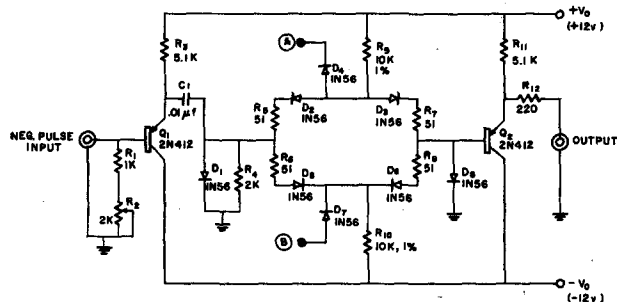 +V₀
(+12v)
R₃
5.1K
A
R₉
10K
1%
R₁₁
5.1K
D₄
1N56
C₁
.01μf
R₁₂
220
R₅
51
D₂
1N56
D₃
1N56
R₇
51
NEG. PULSE
INPUT
Q₁
2N412
Q₂
2N412
OUTPUT
R₁
1K
D₁
1N56
R₄
2K
R₆
51
R₈
51
D₅
1N56
D₆
1N56
1N56
R₂
2K
D₇
1N56
B
R₁₀
10K, 1%
-V₀
(-12v)